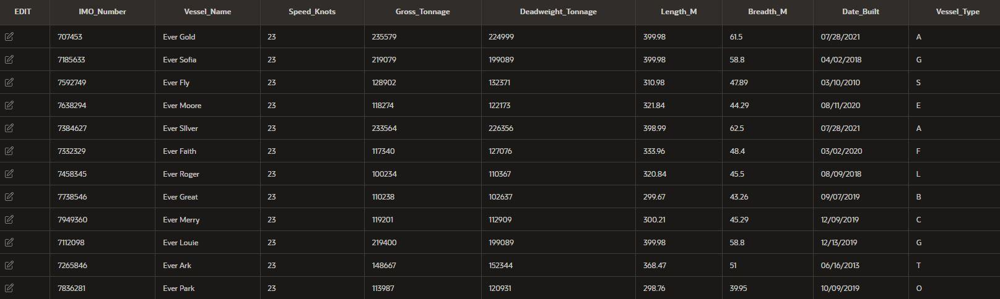 EDIT IMO_Number Vessel_Name Speed_Knots Gross_Tonnage Deadweight_Tonnage Length_M Breadth_M Date_Built Vessel_Type
707453 Ever Gold 23 235579 224999 399.98 61.5 07/28/2021 A
7185633 Ever Sofia 23 219079 199089 399.98 58.8 04/02/2018 G
7592749 Ever Fly 23 128902 132371 310.98 47.89 03/10/2010 S
7638294 Ever Moore 23 118274 122173 321.84 44.29 08/11/2020 E
7384627 Ever SIlver 23 233564 226356 398.99 62.5 07/28/2021 A
7332329 Ever Faith 23 117340 127076 333.96 48.4 03/02/2020 F
7458345 Ever Roger 23 100234 110367 320.84 45.5 08/09/2018 L
7738546 Ever Great 23 110238 102637 299.67 43.26 09/07/2019 B
7949360 Ever Merry 23 119201 112909 300.21 45.29 12/09/2019 C
7112098 Ever Louie 23 219400 199089 399.98 58.8 12/13/2019 G
7265846 Ever Ark 23 148667 152344 368.47 51 06/16/2013 T
7836281 Ever Park 23 113987 120931 298.76 39.95 10/09/2019 O